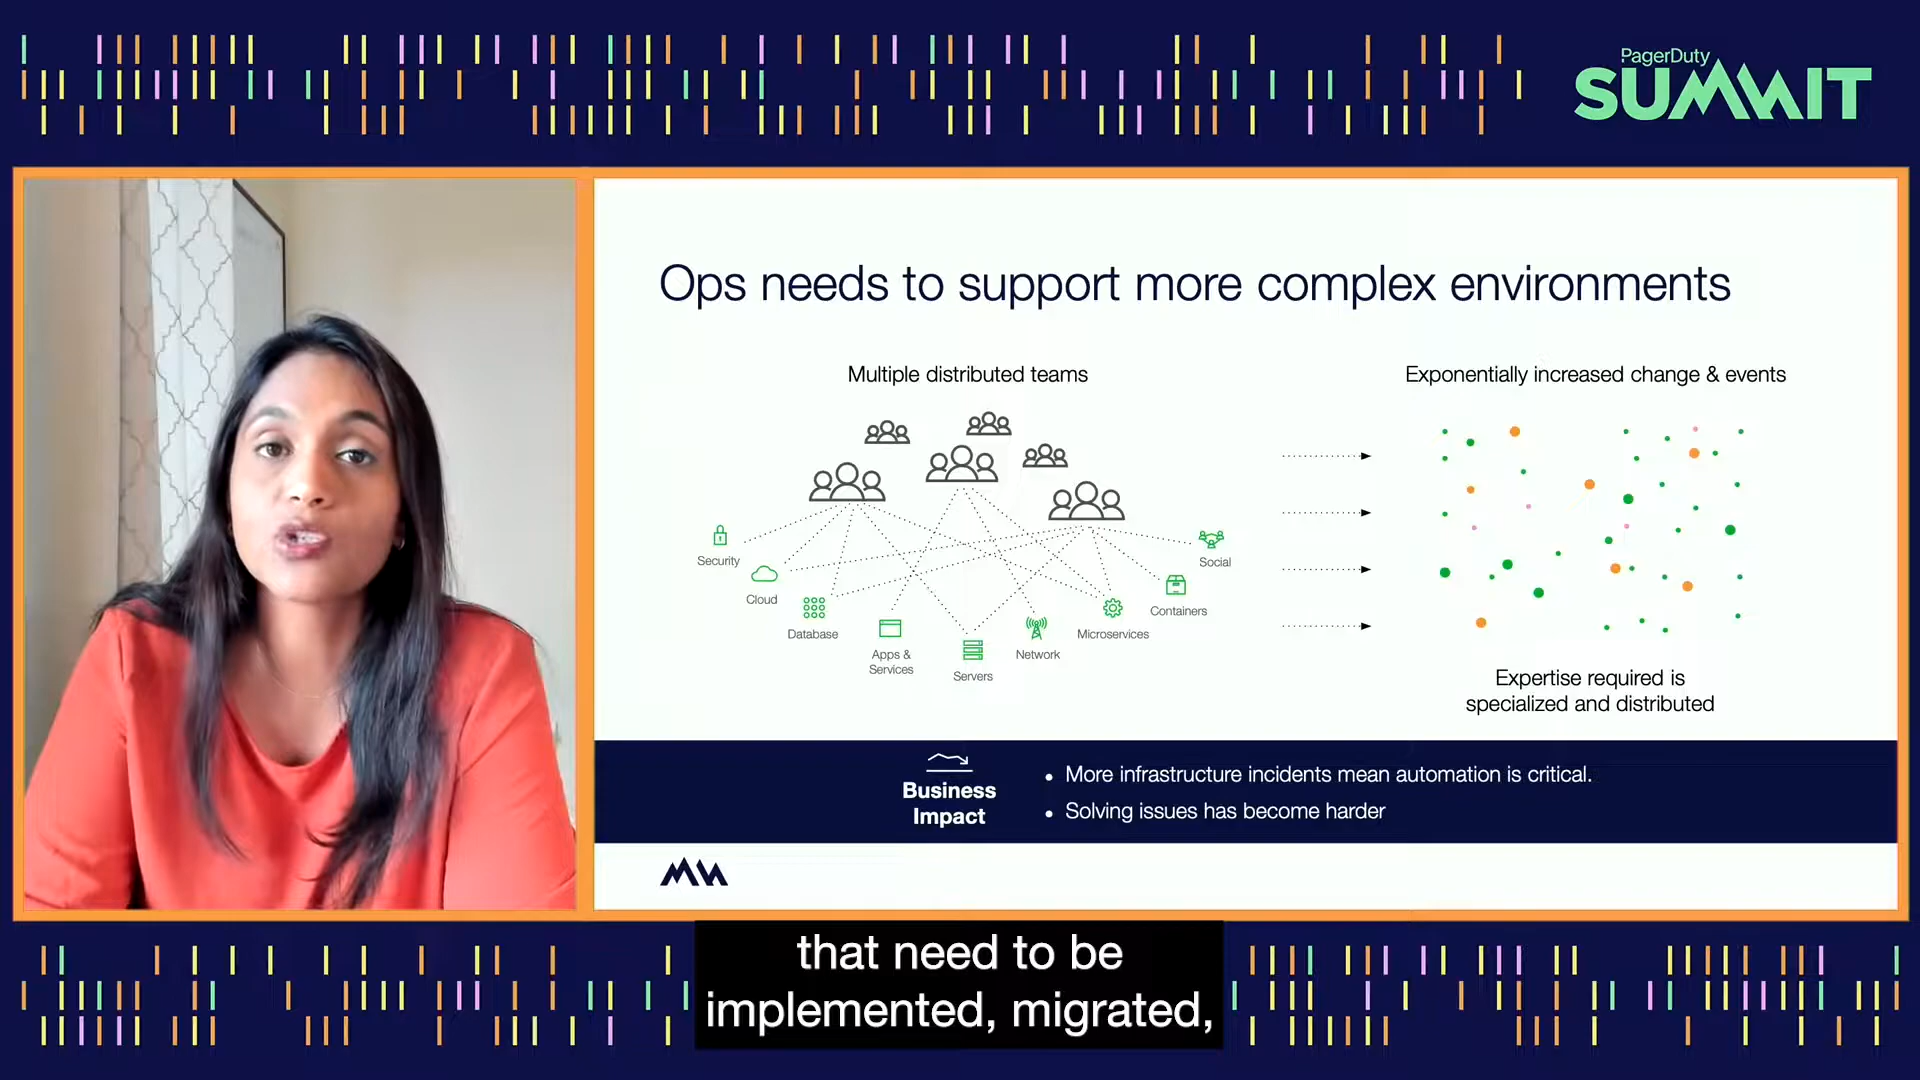 PagerDuty
SUMMIT
Ops needs to support more complex environments
Multiple distributed teams
Exponentially increased change & events
Security
Cloud
Database
Apps &
Services
Servers
Network
Microservices
Containers
Social
Expertise required is
specialized and distributed
Business
Impact
• More infrastructure incidents mean automation is critical.
• Solving issues has become harder
that need to be
implemented, migrated,